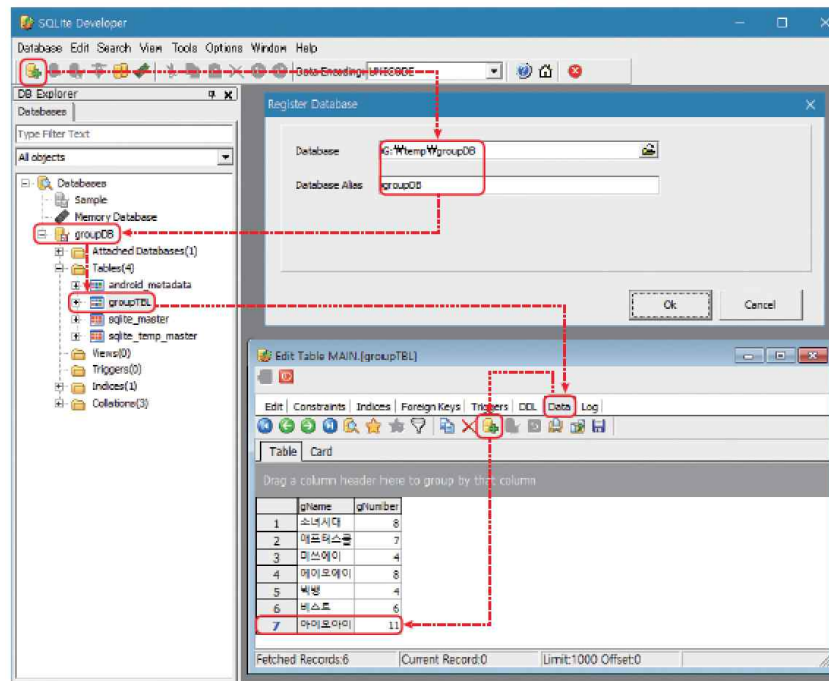 SQLite Developer
Database Edit Search View Tools Options Window Help
Data Encoding: UNICODE
DB Explorer
Databases
Type Filter Text
All objects
Databases
Sample
Memory Database
groupDB
Attached Databases(1)
Tables(4)
android_metadata
groupTBL
sqlite_master
sqlite_temp_master
Views(0)
Triggers(0)
Indices(1)
Collations(3)
Register Database
Database G:₩temp₩groupDB
Database Alias groupDB
Ok Cancel
Edit Table MAIN.[groupTBL]
Edit Constraints Indices Foreign Keys Triggers DDL Data Log
Table Card
Drag a column header here to group by that column
gName gNumber
1 소녀시대 8
2 애프터스쿨 7
3 미쓰에이 4
4 에이오에이 8
5 빅뱅 4
6 비스트 6
7 아이오아이 11
Fetched Records:6 Current Record:0 Limit:1000 Offset:0